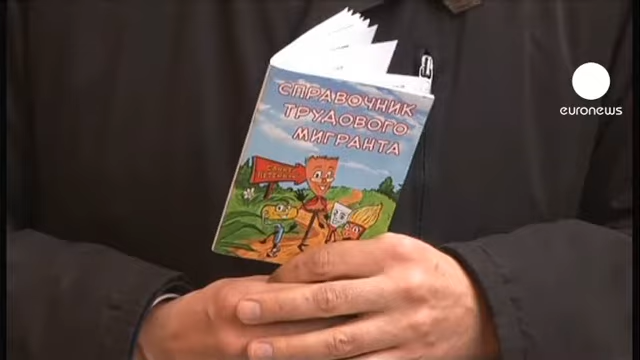 СПРАВОЧНИК
ТРУДОВОГО
МИГРАНТА
САНКТ-
ПЕТЕРБУРГ
euronews